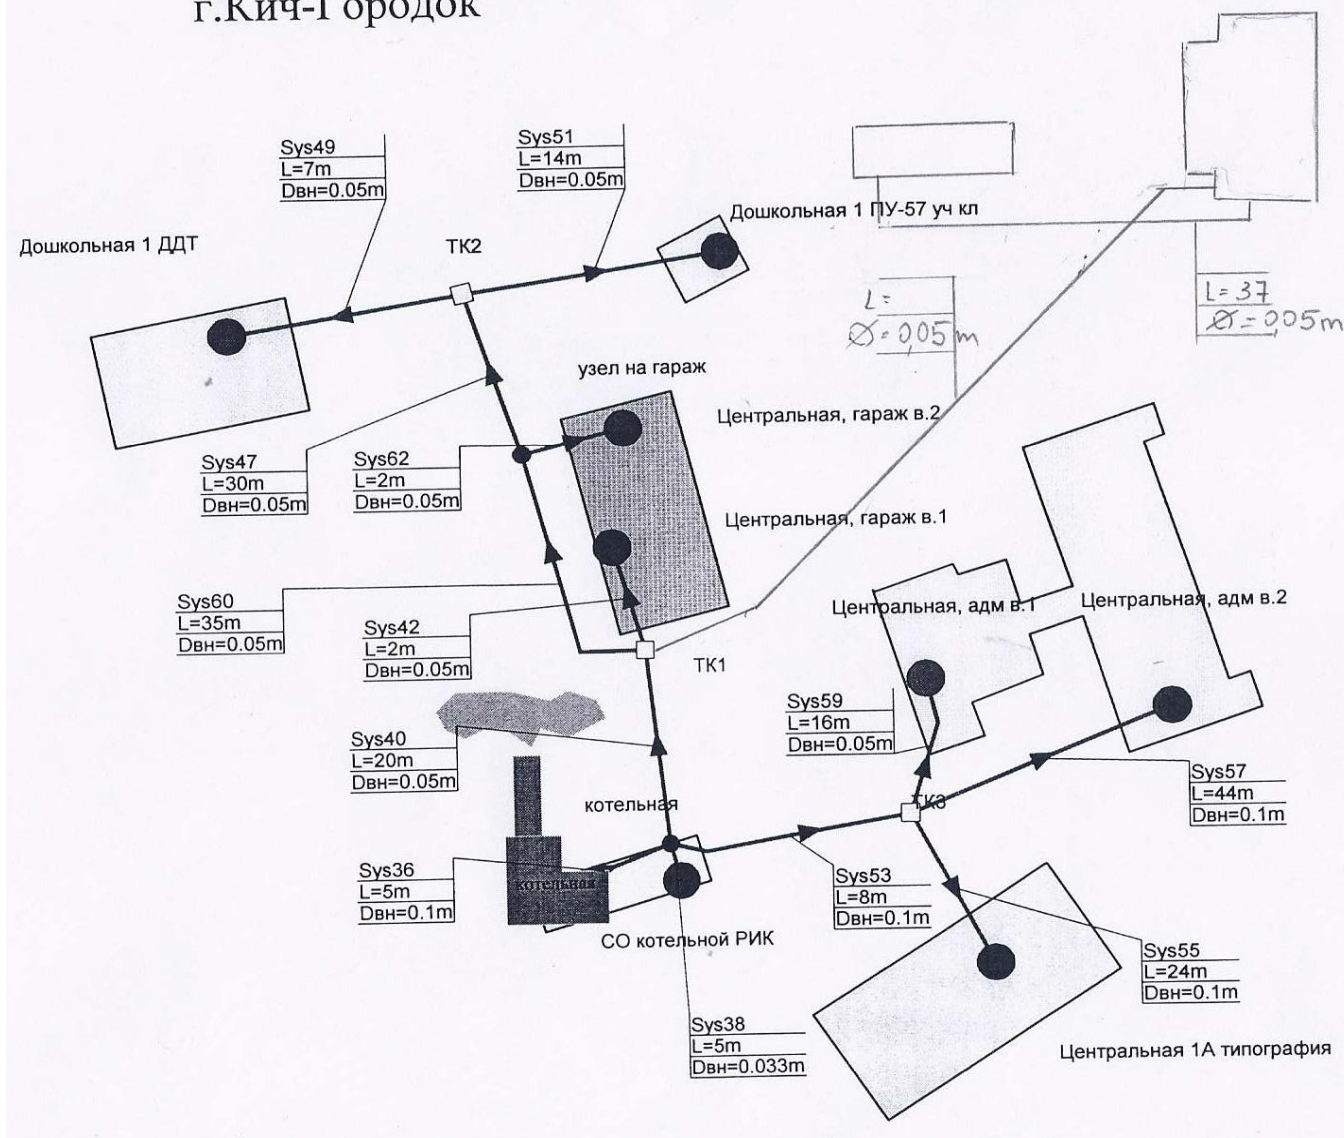 г.Кич-Городок
Sys49
L=7m
Dвн=0.05m
Sys51
L=14m
Dвн=0.05m
Дошкольная 1 ПУ-57 уч кл
Дошкольная 1 ДДТ
ТК2
L=
Ø=0,05m
L=37
Ø=0,05m
узел на гараж
Центральная, гараж в.2
Sys47
L=30m
Dвн=0.05m
Sys62
L=2m
Dвн=0.05m
Центральная, гараж в.1
Sys60
L=35m
Dвн=0.05m
Sys42
L=2m
Dвн=0.05m
Центральная, адм в.1
Центральная, адм в.2
ТК1
Sys59
L=16m
Dвн=0.05m
Sys40
L=20m
Dвн=0.05m
Sys57
L=44m
Dвн=0.1m
котельная
ТК3
Sys36
L=5m
Dвн=0.1m
котельная
Sys53
L=8m
Dвн=0.1m
СО котельной РИК
Sys55
L=24m
Dвн=0.1m
Sys38
L=5m
Dвн=0.033m
Центральная 1А типография